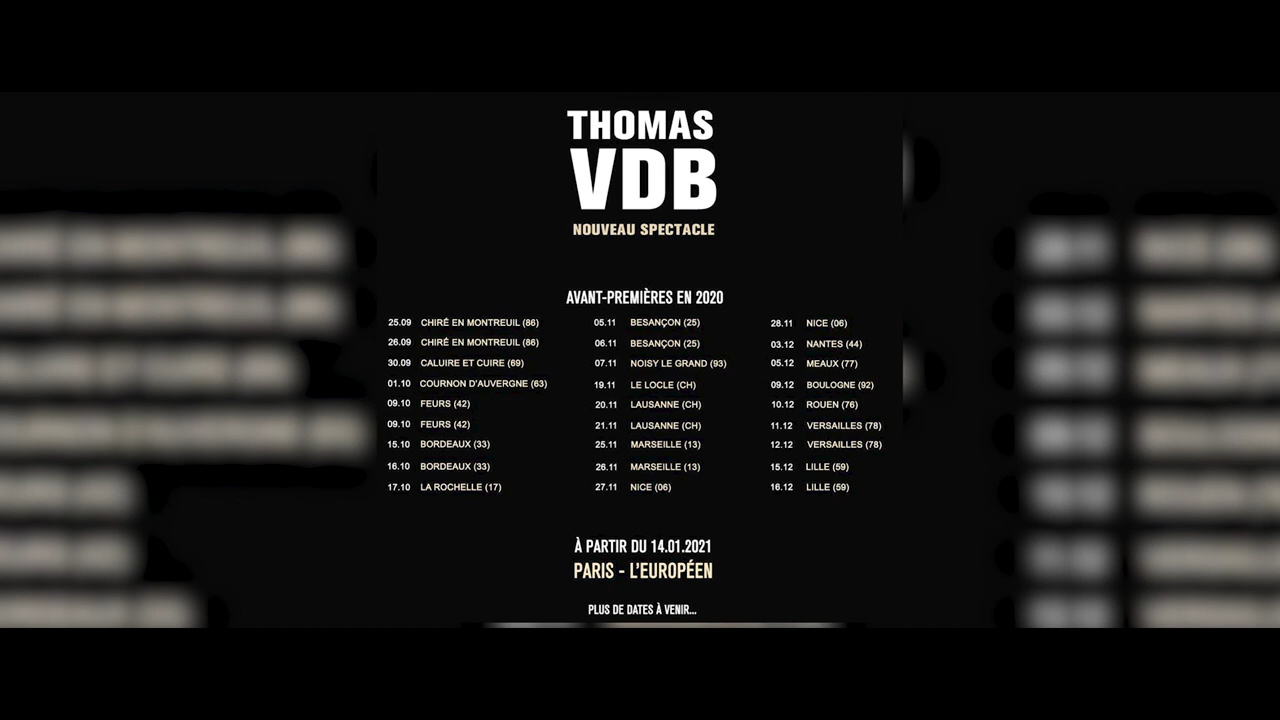 THOMAS
VDB
NOUVEAU SPECTACLE
AVANT-PREMIÈRES EN 2020
25.09 CHIRÉ EN MONTREUIL (86)
26.09 CHIRÉ EN MONTREUIL (86)
30.09 CALUIRE ET CUIRE (69)
01.10 COURNON D'AUVERGNE (63)
09.10 FEURS (42)
09.10 FEURS (42)
15.10 BORDEAUX (33)
16.10 BORDEAUX (33)
17.10 LA ROCHELLE (17)
05.11 BESANÇON (25)
06.11 BESANÇON (25)
07.11 NOISY LE GRAND (93)
19.11 LE LOCLE (CH)
20.11 LAUSANNE (CH)
21.11 LAUSANNE (CH)
25.11 MARSEILLE (13)
26.11 MARSEILLE (13)
27.11 NICE (06)
28.11 NICE (06)
03.12 NANTES (44)
05.12 MEAUX (77)
09.12 BOULOGNE (92)
10.12 ROUEN (76)
11.12 VERSAILLES (78)
12.12 VERSAILLES (78)
15.12 LILLE (59)
16.12 LILLE (59)
À PARTIR DU 14.01.2021
PARIS - L'EUROPÉEN
PLUS DE DATES À VENIR...